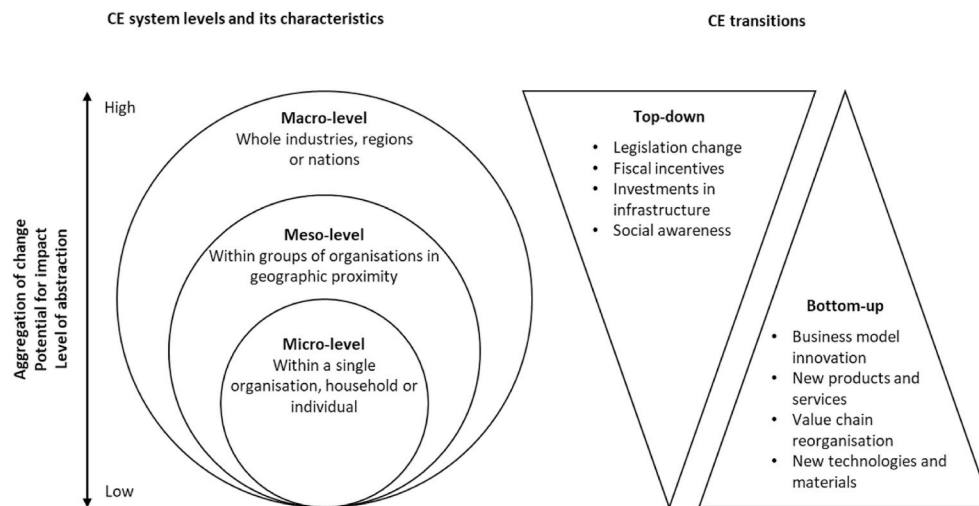 CE system levels and its characteristics
CE transitions
High
Low
Aggregation of change
Potential for impact
Level of abstraction
Macro-level
Whole industries, regions
or nations
Meso-level
Within groups of organisations in
geographic proximity
Micro-level
Within a single
organisation, household or
individual
Top-down
• Legislation change
• Fiscal incentives
• Investments in
infrastructure
• Social awareness
Bottom-up
• Business model
innovation
• New products and
services
• Value chain
reorganisation
• New technologies and
materials